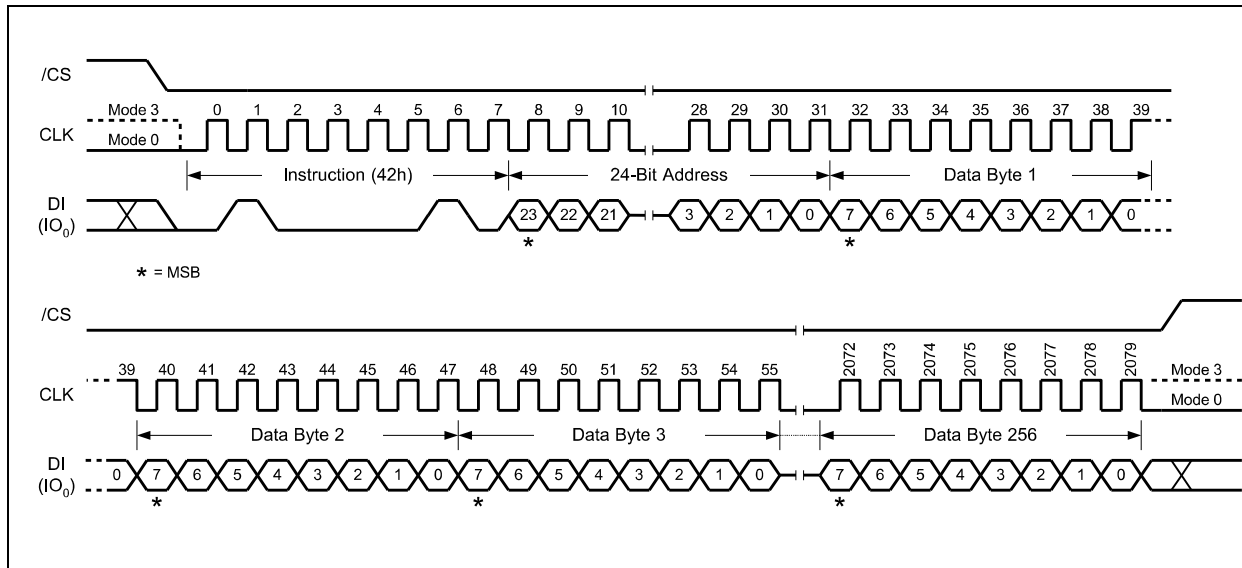 /CS
Mode 3 0 1 2 3 4 5 6 7 8 9 10 28 29 30 31 32 33 34 35 36 37 38 39
CLK
Mode 0
Instruction (42h) 24-Bit Address Data Byte 1
DI
(IO0) 23 22 21 3 2 1 0 7 6 5 4 3 2 1 0
* *
* = MSB
/CS
39 40 41 42 43 44 45 46 47 48 49 50 51 52 53 54 55 2072 2073 2074 2075 2076 2077 2078 2079 Mode 3
CLK
Mode 0
Data Byte 2 Data Byte 3 Data Byte 256
DI
(IO0) 0 7 6 5 4 3 2 1 0 7 6 5 4 3 2 1 0 7 6 5 4 3 2 1 0
* * *